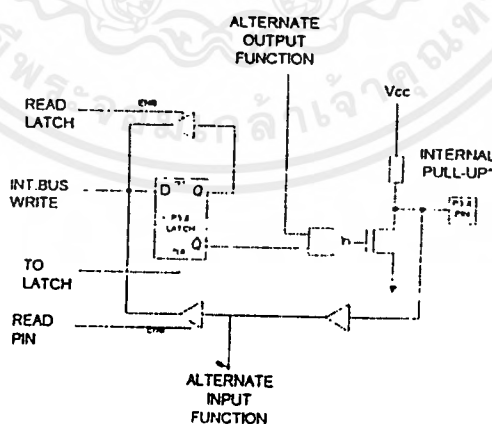 ALTERNATE
OUTPUT
FUNCTION
Vcc
READ
LATCH
INTERNAL
PULL-UP*
INT.BUS
WRITE
D Q
LATCH
Q
PIN
TO
LATCH
READ
PIN
ALTERNATE
INPUT
FUNCTION